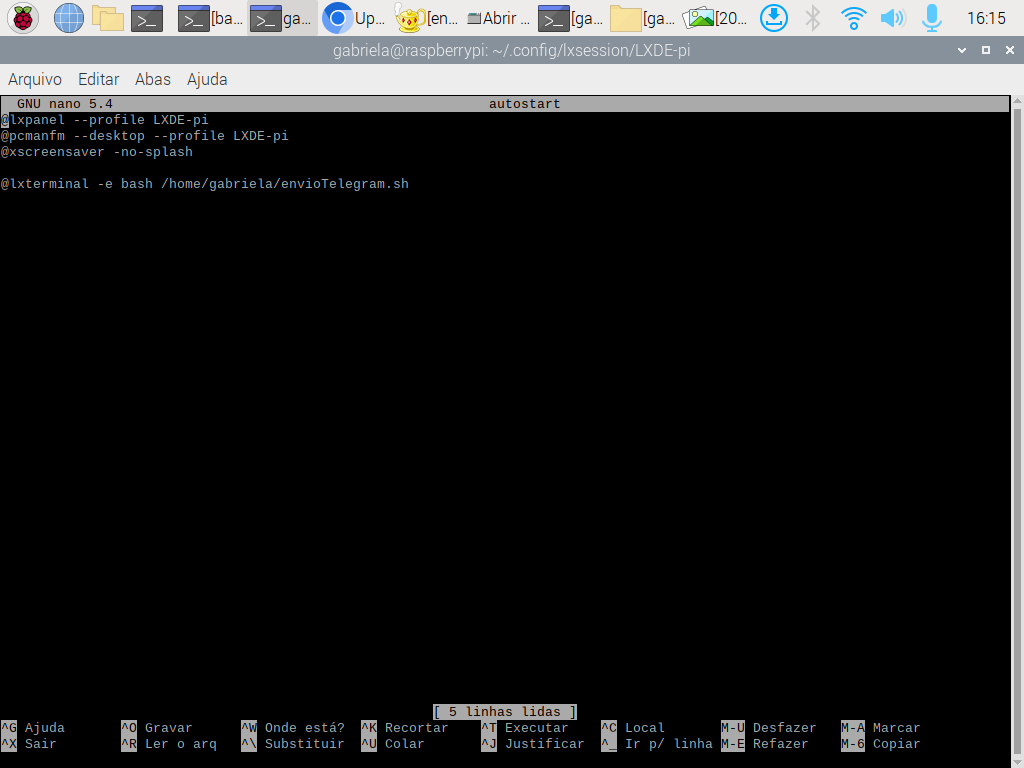 [ba... ga... Up... [en... Abrir ... [ga... [ga... [20... 16:15
gabriela@raspberrypi: ~/.config/lxsession/LXDE-pi
Arquivo Editar Abas Ajuda
GNU nano 5.4 autostart
@lxpanel --profile LXDE-pi
@pcmanfm --desktop --profile LXDE-pi
@xscreensaver -no-splash
@lxterminal -e bash /home/gabriela/envioTelegram.sh
[ 5 linhas lidas ]
^G Ajuda ^O Gravar ^W Onde está? ^K Recortar ^T Executar ^C Local M-U Desfazer M-A Marcar
^X Sair ^R Ler o arq ^\ Substituir ^U Colar ^J Justificar ^_ Ir p/ linha M-E Refazer M-6 Copiar